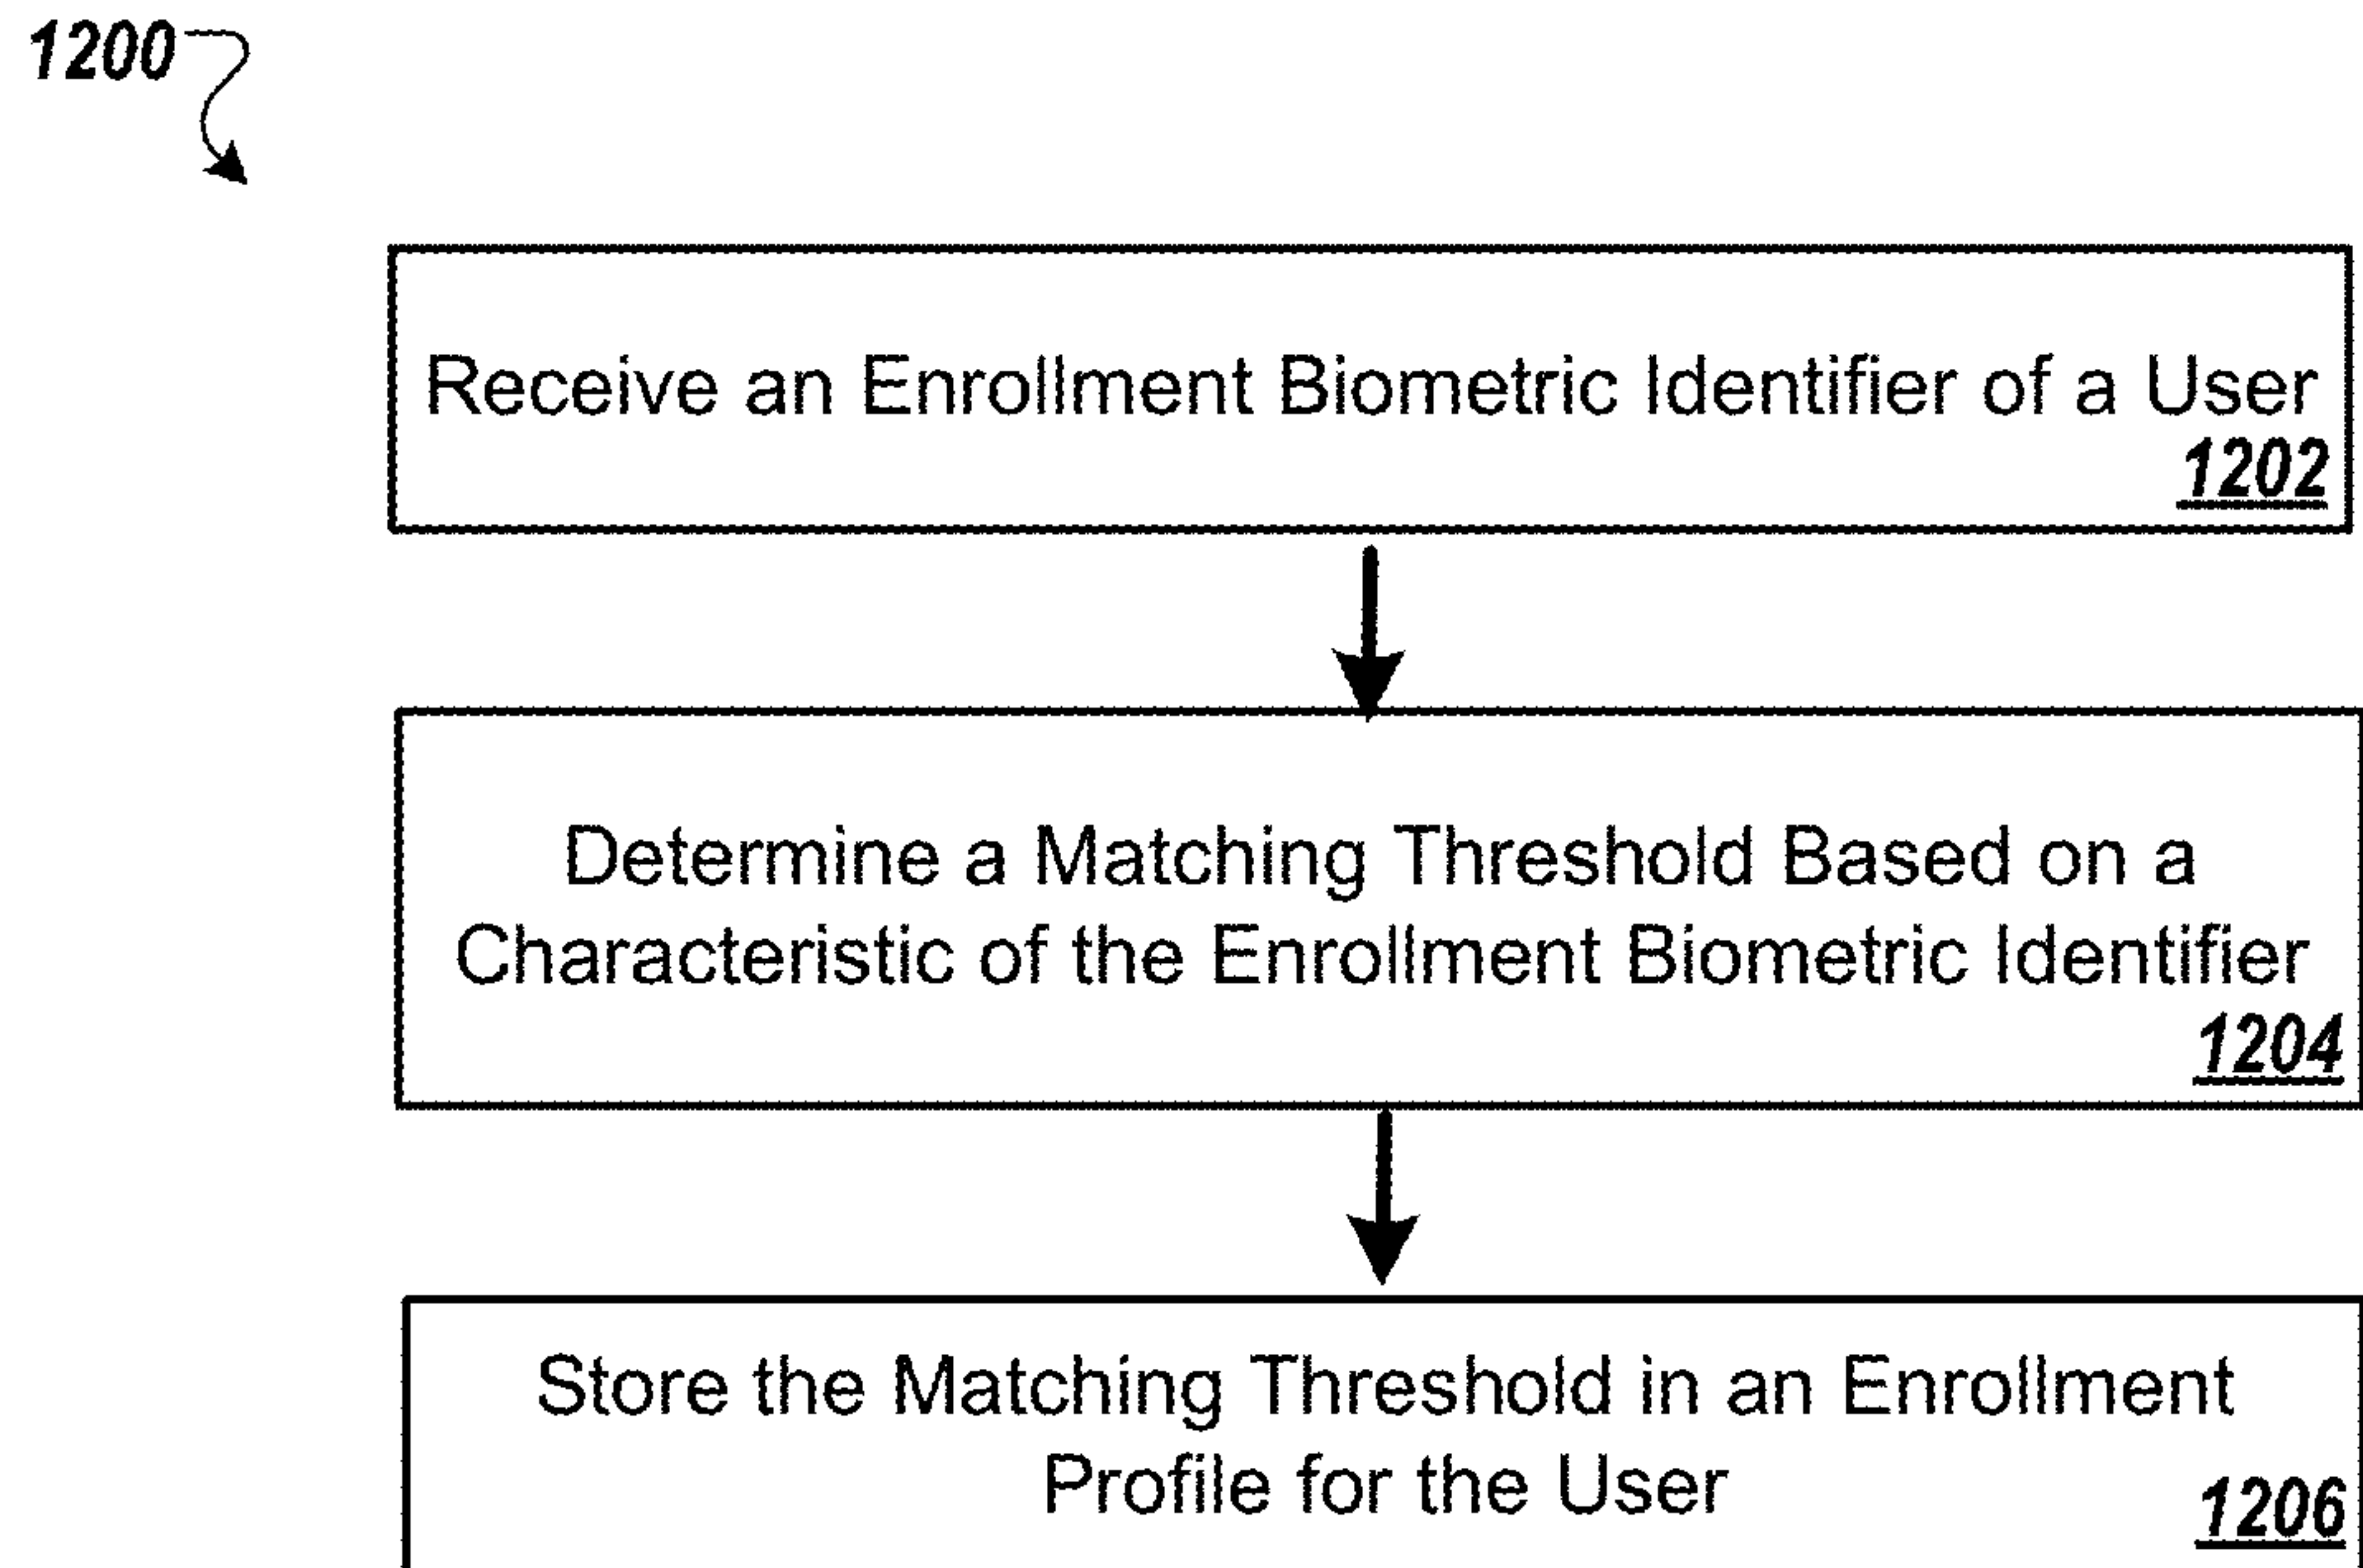 1200
Receive an Enrollment Biometric Identifier of a User
1202
Determine a Matching Threshold Based on a
Characteristic of the Enrollment Biometric Identifier
1204
Store the Matching Threshold in an Enrollment
Profile for the User
1206